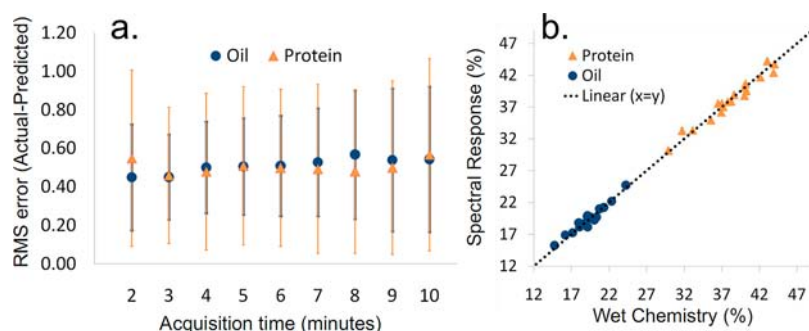 a.
Oil Protein
RMS error (Actual-Predicted)
1.20
1.00
0.80
0.60
0.40
0.20
0.00
2 3 4 5 6 7 8 9 10
Acquisition time (minutes)
b.
Protein
Oil
Linear (x=y)
Spectral Response (%)
47
42
37
32
27
22
17
12
12 17 22 27 32 37 42 47
Wet Chemistry (%)